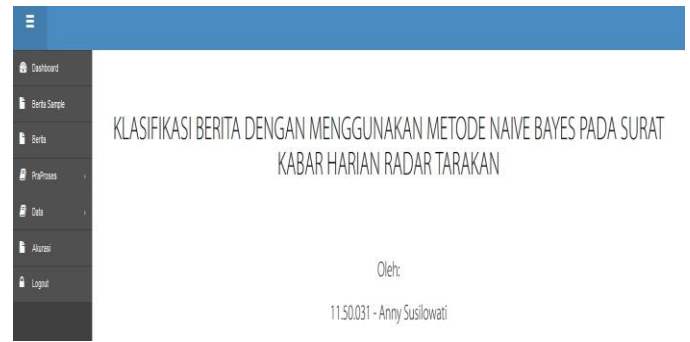 Dashboard
Berita Sample
Berita
PraProses
Data
Akurasi
Logout
KLASIFIKASI BERITA DENGAN MENGGUNAKAN METODE NAIVE BAYES PADA SURAT
KABAR HARIAN RADAR TARAKAN
Oleh:
11.50.031 - Anny Susilowati